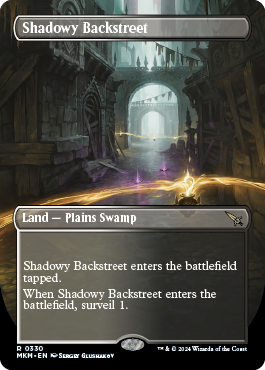 Shadowy Backstreet
Land — Plains Swamp
Shadowy Backstreet enters the battlefield
tapped.
When Shadowy Backstreet enters the
battlefield, surveil 1.
R 0330
MKM • EN Sergey Glushakov
™ & © 2024 Wizards of the Coast